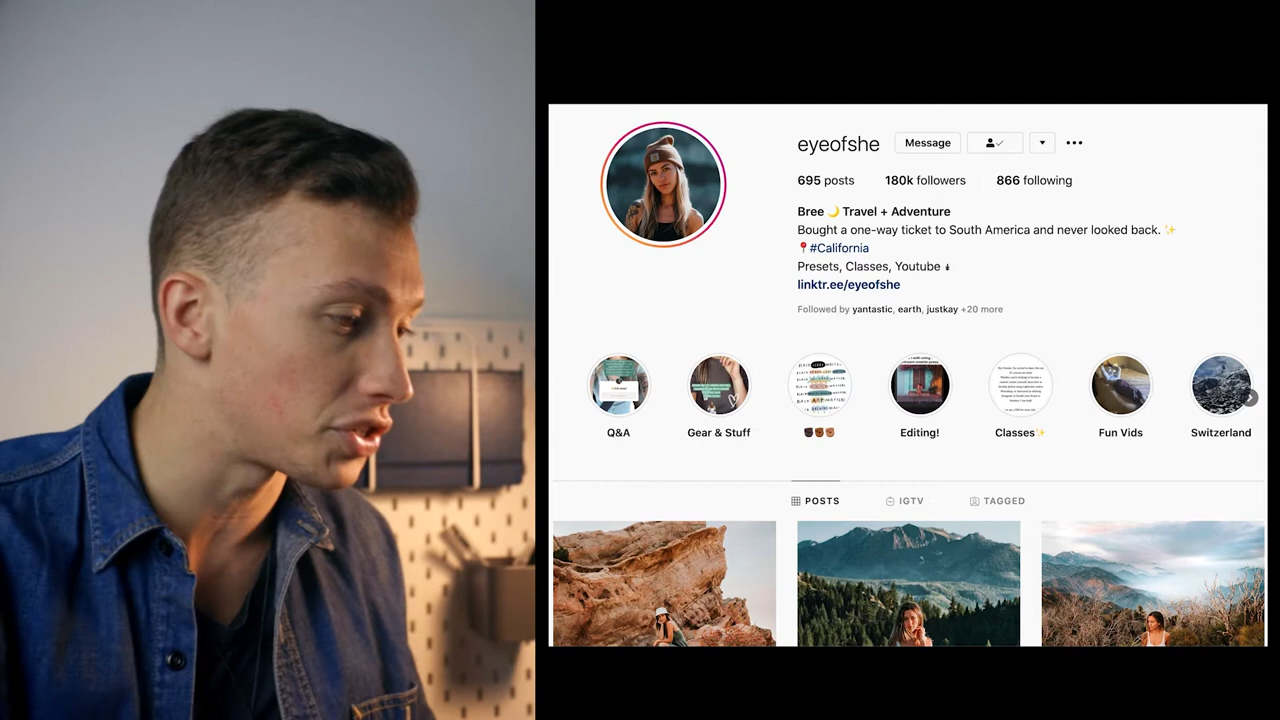 eyeofshe
Message
695 posts 180k followers 866 following
Bree 🌙 Travel + Adventure
Bought a one-way ticket to South America and never looked back. ✨
📍#California
Presets, Classes, Youtube ⬇
linktr.ee/eyeofshe
Followed by yantastic, earth, justkay +20 more
Q&A
Gear & Stuff
✊🏿✊🏾✊🏽
Editing!
Classes✨
Fun Vids
Switzerland
POSTS
IGTV
TAGGED